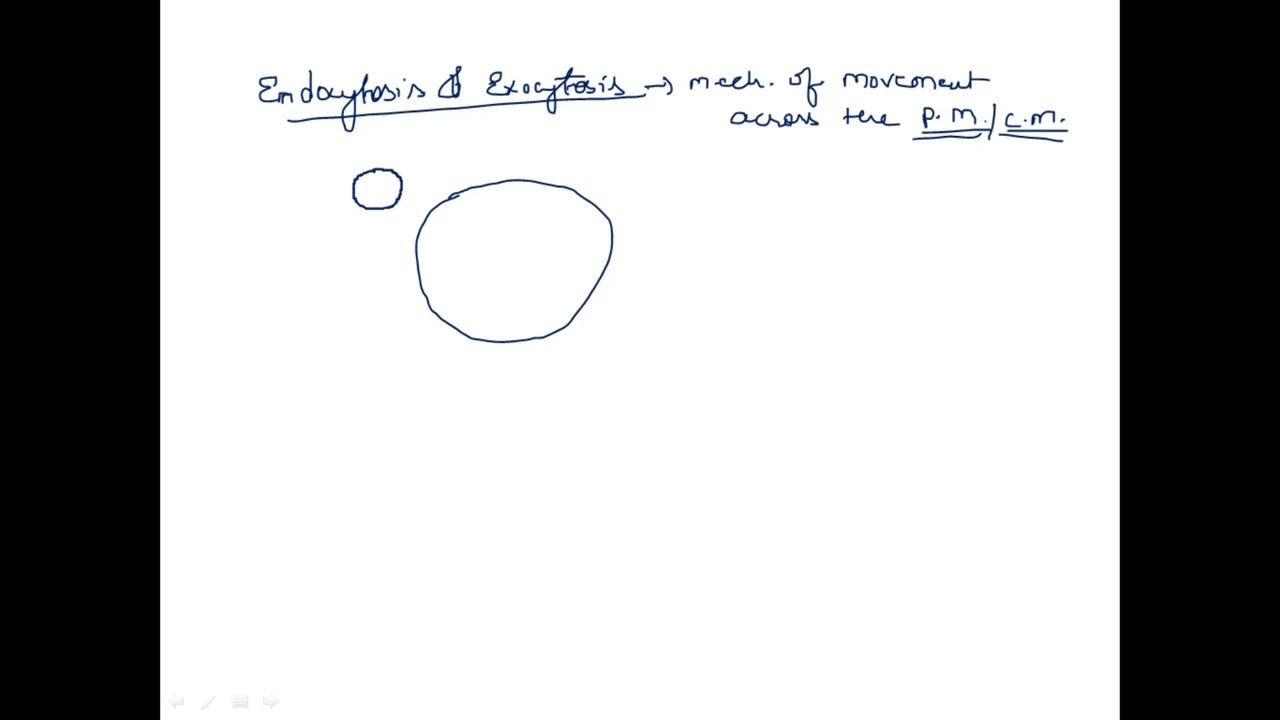 Endocytosis & Exocytosis → mech. of movement
across the P.M./C.M.